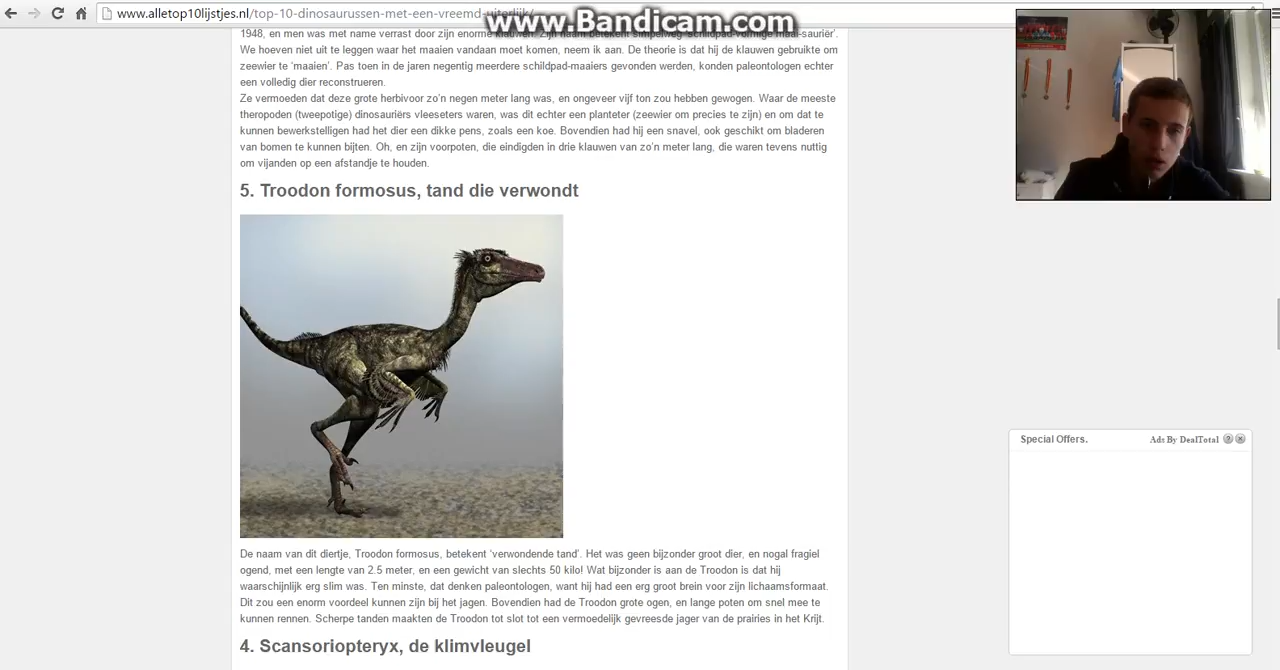 www.Bandicam.com
www.alletop10lijstjes.nl/top-10-dinosaurussen-met-een-vreemd-uiterlijk/
1948, en men was met name verrast door zijn enorme klauwen. Zijn naam betekent simpelweg ‘schildpad-vormige maai-sauriër’.
We hoeven niet uit te leggen waar het maaien vandaan moet komen, neem ik aan. De theorie is dat hij de klauwen gebruikte om
zeewier te ‘maaien’. Pas toen in de jaren negentig meerdere schildpad-maaiers gevonden werden, konden paleontologen echter
een volledig dier reconstrueren.
Ze vermoeden dat deze grote herbivoor zo’n negen meter lang was, en ongeveer vijf ton zou hebben gewogen. Waar de meeste
theropoden (tweepotige) dinosauriërs vleeseters waren, was dit echter een planteter (zeewier om precies te zijn) en om dat te
kunnen bewerkstelligen had het dier een dikke pens, zoals een koe. Bovendien had hij een snavel, ook geschikt om bladeren
van bomen te kunnen bijten. Oh, en zijn voorpoten, die eindigden in drie klauwen van zo’n meter lang, die waren tevens nuttig
om vijanden op een afstandje te houden.
5. Troodon formosus, tand die verwondt
De naam van dit diertje, Troodon formosus, betekent ‘verwondende tand’. Het was geen bijzonder groot dier, en nogal fragiel
ogend, met een lengte van 2.5 meter, en een gewicht van slechts 50 kilo! Wat bijzonder is aan de Troodon is dat hij
waarschijnlijk erg slim was. Ten minste, dat denken paleontologen, want hij had een erg groot brein voor zijn lichaamsformaat.
Dit zou een enorm voordeel kunnen zijn bij het jagen. Bovendien had de Troodon grote ogen, en lange poten om snel mee te
kunnen rennen. Scherpe tanden maakten de Troodon tot slot tot een vermoedelijk gevreesde jager van de prairies in het Krijt.
4. Scansoriopteryx, de klimvleugel
Special Offers.
Ads By DealTotal